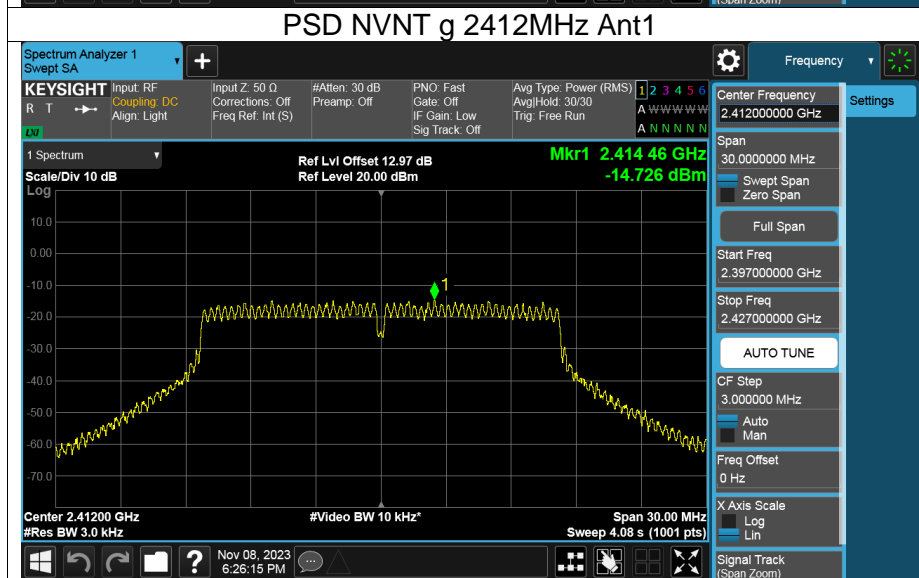 (Span Zoom)
PSD NVNT g 2412MHz Ant1
Spectrum Analyzer 1
Swept SA
+
Frequency
KEYSIGHT
R T
LXI
Input: RF
Coupling: DC
Align: Light
Input Z: 50 Ω
Corrections: Off
Freq Ref: Int (S)
#Atten: 30 dB
Preamp: Off
PNO: Fast
Gate: Off
IF Gain: Low
Sig Track: Off
Avg Type: Power (RMS)
Avg|Hold: 30/30
Trig: Free Run
1 2 3 4 5 6
A W W W W W
A N N N N N
Center Frequency
2.412000000 GHz
Settings
1 Spectrum
Scale/Div 10 dB
Ref Lvl Offset 12.97 dB
Ref Level 20.00 dBm
Mkr1 2.414 46 GHz
-14.726 dBm
Log
10.0
0.00
-10.0
-20.0
-30.0
-40.0
-50.0
-60.0
-70.0
1
Span
30.0000000 MHz
Swept Span
Zero Span
Full Span
Start Freq
2.397000000 GHz
Stop Freq
2.427000000 GHz
AUTO TUNE
CF Step
3.000000 MHz
Auto
Man
Freq Offset
0 Hz
X Axis Scale
Log
Lin
Signal Track
(Span Zoom)
Center 2.41200 GHz
#Res BW 3.0 kHz
#Video BW 10 kHz*
Span 30.00 MHz
Sweep 4.08 s (1001 pts)
?
Nov 08, 2023
6:26:15 PM